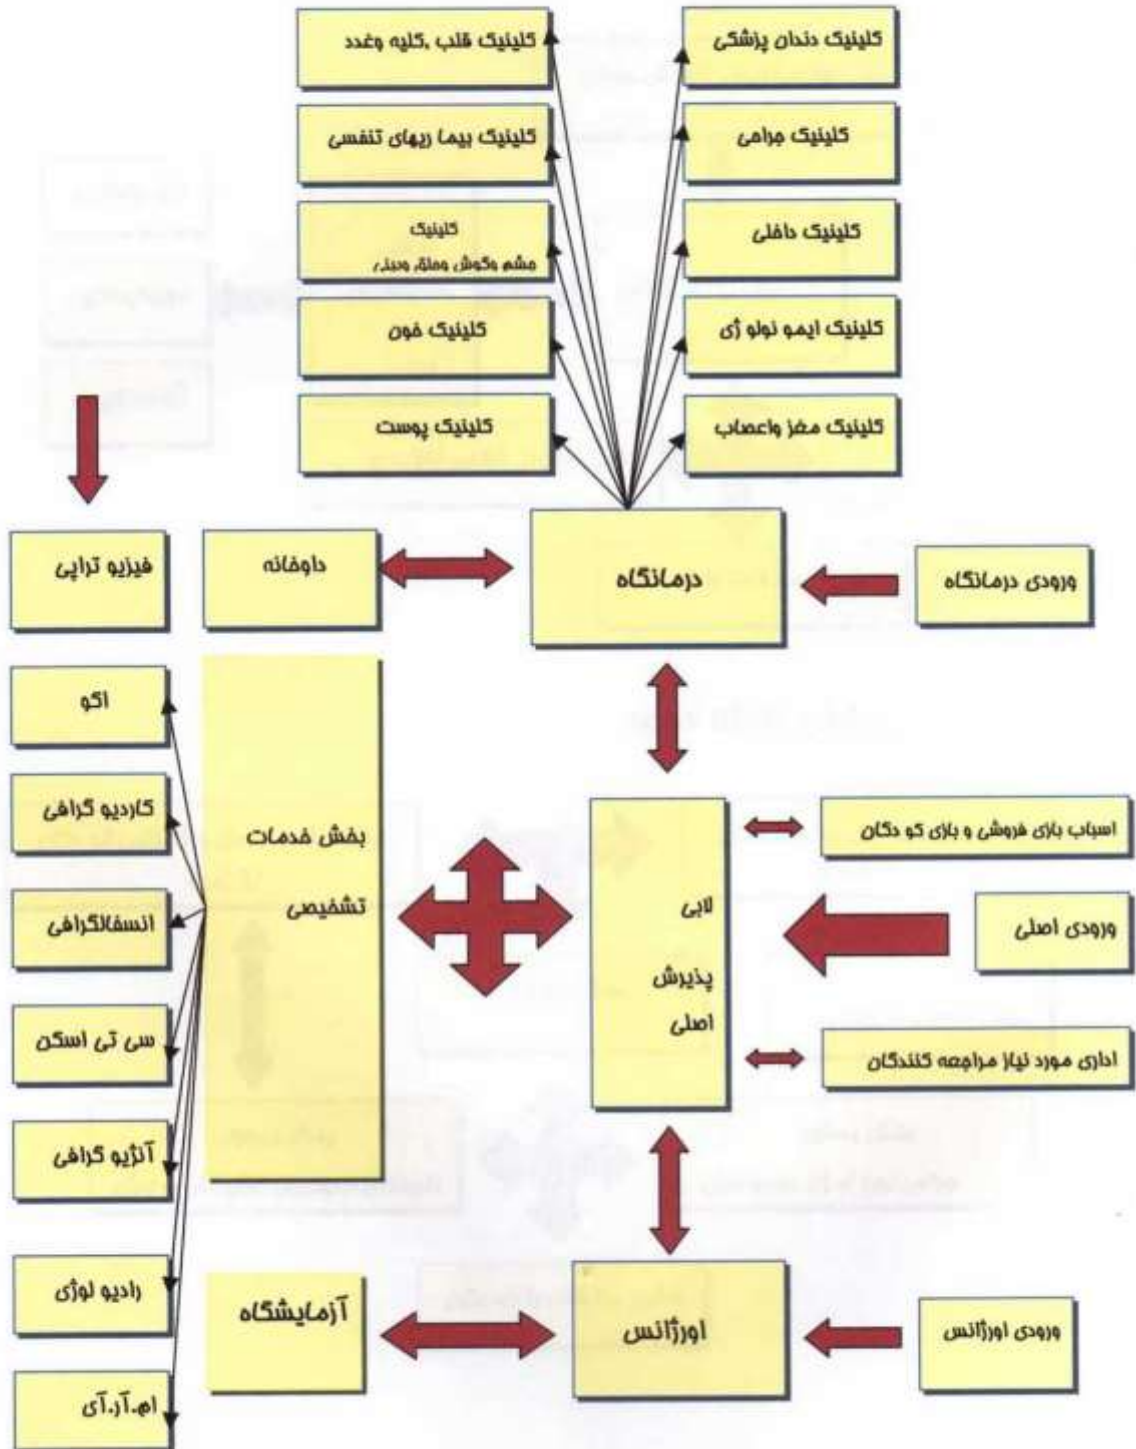 کلینیک دندان پزشکی
کلینیک قلب ،کلیه وغدد
کلینیک جراحی
کلینیک بیما ریهای تنفسی
کلینیک داخلی
کلینیک
چشم وگوش وحلق وبینی
کلینیک ایمو نولو ژی
کلینیک خون
کلینیک مغز واعصاب
کلینیک پوست
ورودی درمانگاه
درمانگاه
داوخانه
فیزیو تراپی
اکو
کاردیو گرافی
انسفالگرافی
سی تی اسکن
آنژیو گرافی
رادیو لوژی
ام.آر.آی
بخش خدمات
تشخیصی
لابی
پذیرش
اصلی
اسباب بازی فروشی و بازی کو دکان
ورودی اصلی
اداری مورد نیاز مراجعه کنندگان
ورودی اورژانس
اورژانس
آزمایشگاه